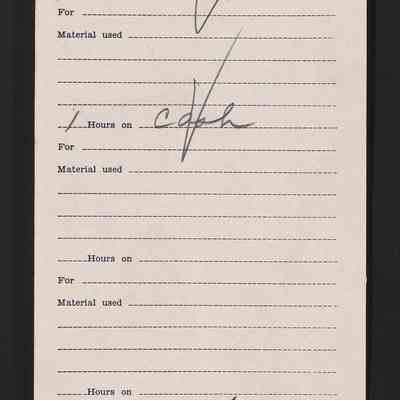 For
Material used
1 Hours on Cash
For
Material used
Hours on
For
Material used
Hours on